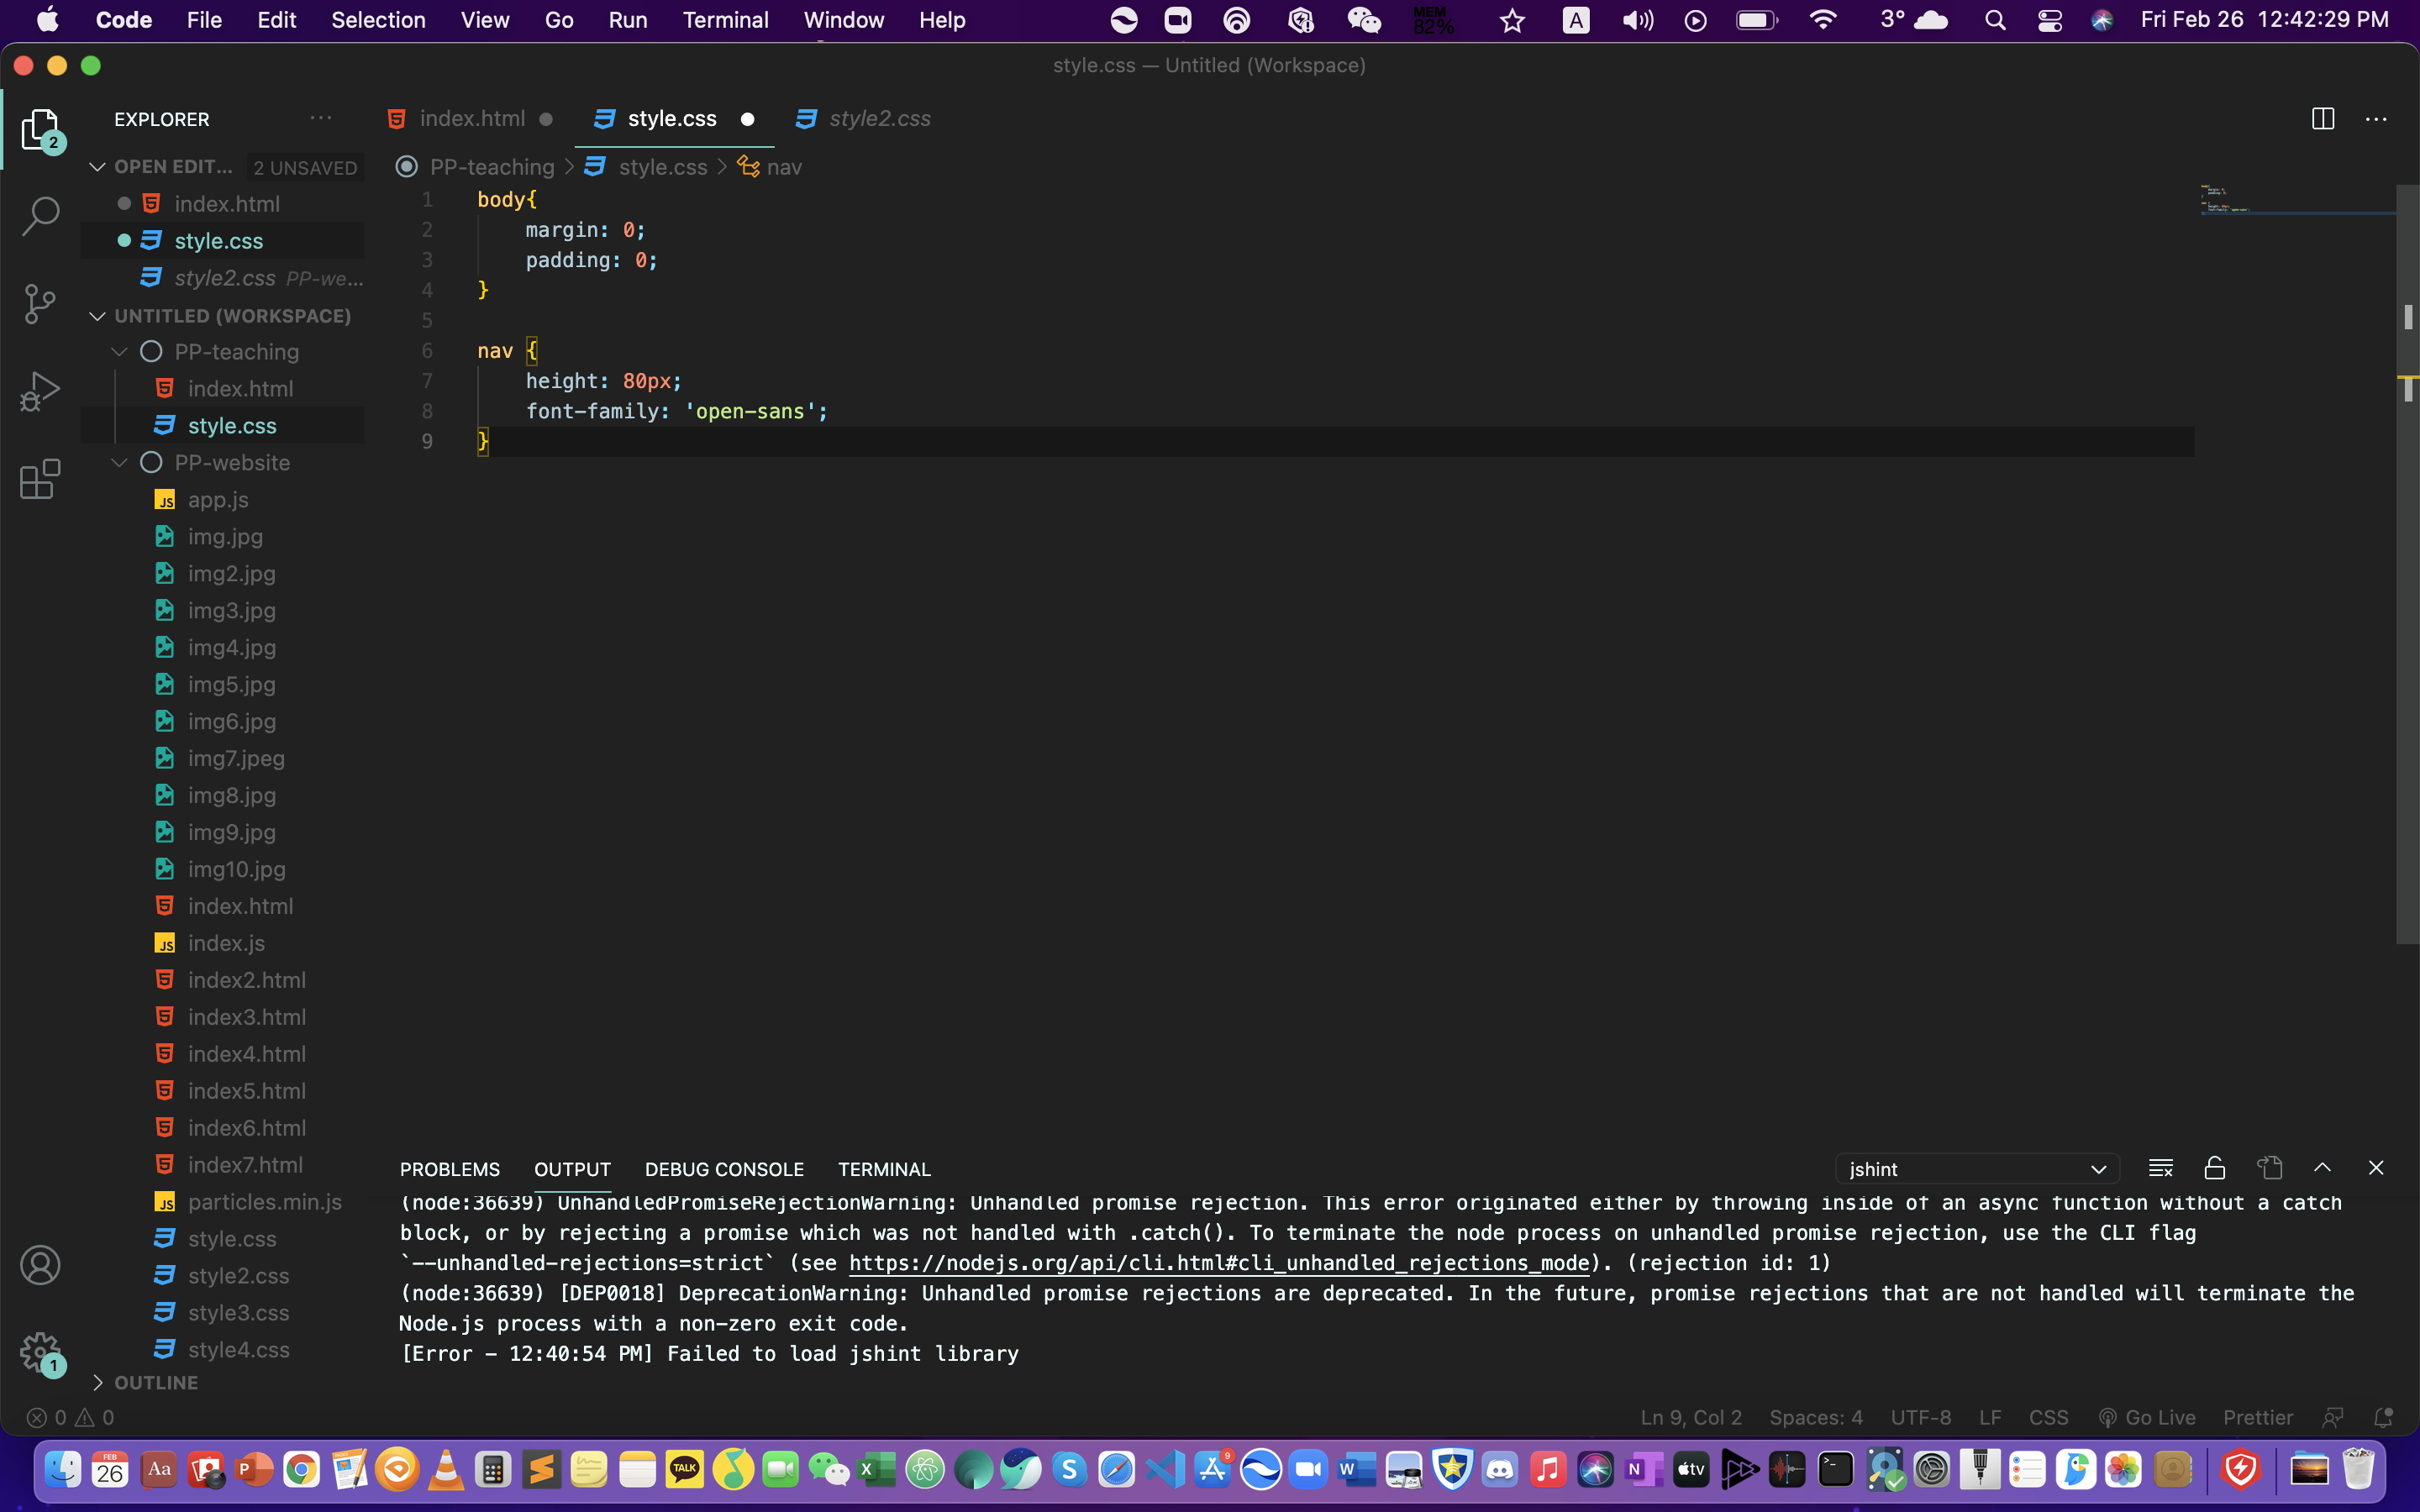 Code File Edit Selection View Go Run Terminal Window Help MEM 82% A 3° Fri Feb 26 12:42:29 PM
style.css — Untitled (Workspace)
EXPLORER ···
index.html style.css style2.css
2
OPEN EDIT... 2 UNSAVED
PP-teaching > style.css > nav
index.html
style.css
style2.css PP-we...
UNTITLED (WORKSPACE)
PP-teaching
index.html
style.css
PP-website
app.js
img.jpg
img2.jpg
img3.jpg
img4.jpg
img5.jpg
img6.jpg
img7.jpeg
img8.jpg
img9.jpg
img10.jpg
index.html
index.js
index2.html
index3.html
index4.html
index5.html
index6.html
index7.html
particles.min.js
style.css
style2.css
style3.css
style4.css
OUTLINE
1 body{
2     margin: 0;
3     padding: 0;
4 }
5
6 nav {
7     height: 80px;
8     font-family: 'open-sans';
9 }
PROBLEMS OUTPUT DEBUG CONSOLE TERMINAL jshint
(node:36639) UnhandledPromiseRejectionWarning: Unhandled promise rejection. This error originated either by throwing inside of an async function without a catch
block, or by rejecting a promise which was not handled with .catch(). To terminate the node process on unhandled promise rejection, use the CLI flag
`--unhandled-rejections=strict` (see https://nodejs.org/api/cli.html#cli_unhandled_rejections_mode). (rejection id: 1)
(node:36639) [DEP0018] DeprecationWarning: Unhandled promise rejections are deprecated. In the future, promise rejections that are not handled will terminate the
Node.js process with a non-zero exit code.
[Error - 12:40:54 PM] Failed to load jshint library
1
0 0 Ln 9, Col 2 Spaces: 4 UTF-8 LF CSS Go Live Prettier
FEB 26 Aa P TALK X S 9 W N tv